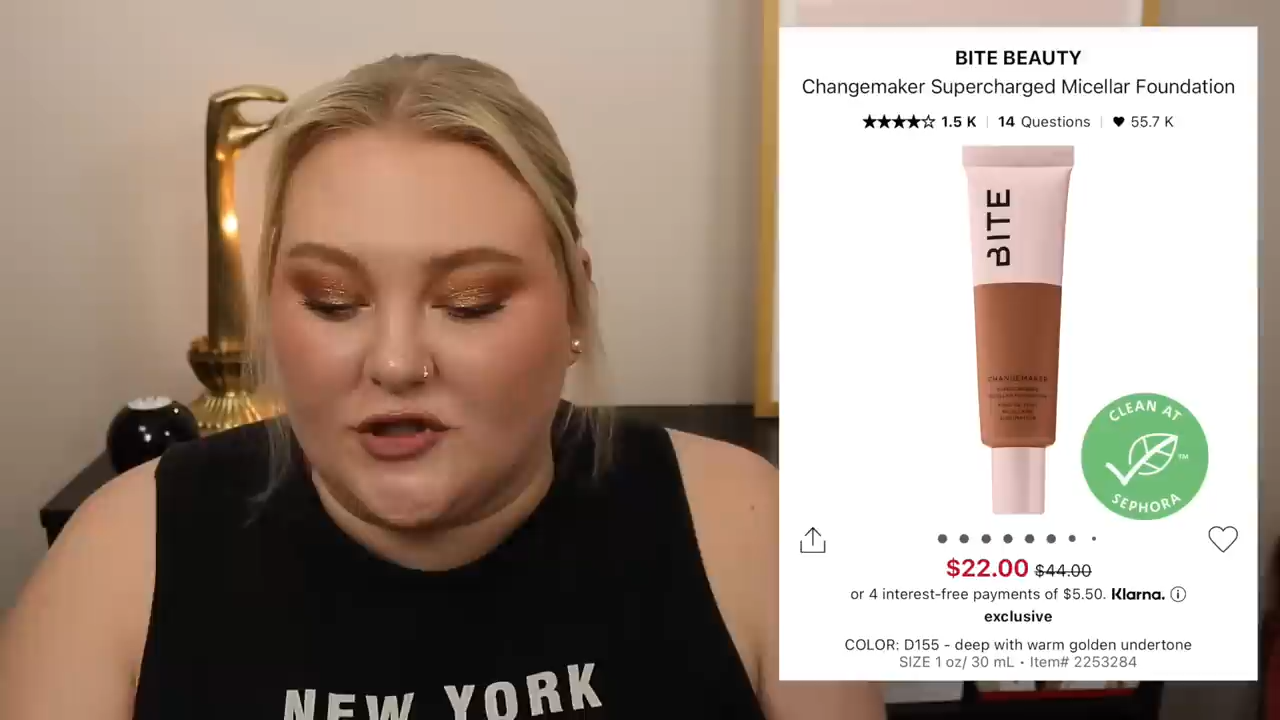 BITE BEAUTY
Changemaker Supercharged Micellar Foundation
★★★★☆ 1.5 K | 14 Questions | ♥ 55.7 K
BITE
CHANGEMAKER
CLEAN AT
SEPHORA
TM
$22.00 $44.00
or 4 interest-free payments of $5.50. Klarna. ⓘ
exclusive
COLOR: D155 - deep with warm golden undertone
SIZE 1 oz/ 30 mL • Item# 2253284
NEW YORK